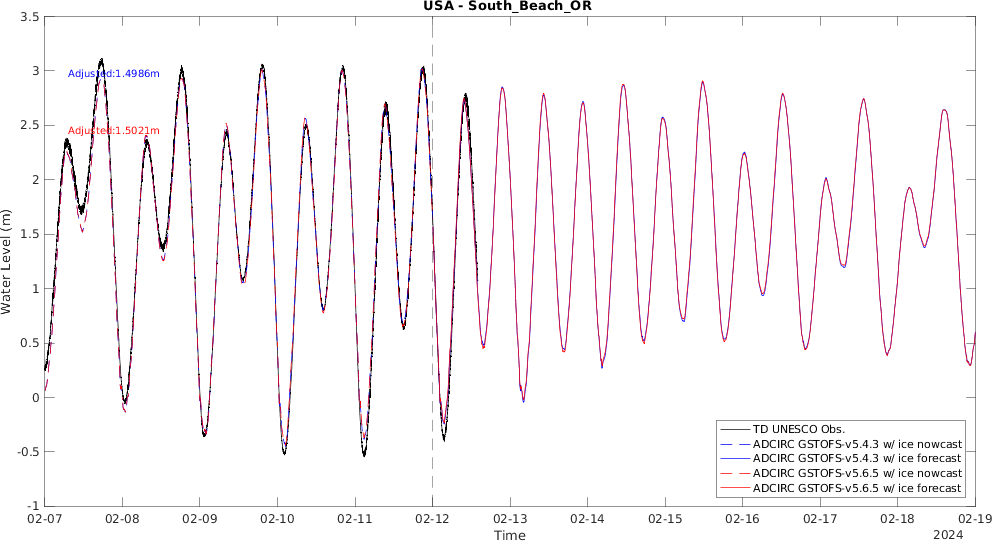 USA - South_Beach_OR
3.5
3
2.5
2
1.5
1
0.5
0
-0.5
-1
Water Level (m)
Adjusted:1.4986m
Adjusted:1.5021m
TD UNESCO Obs.
ADCIRC GSTOFS-v5.4.3 w/ ice nowcast
ADCIRC GSTOFS-v5.4.3 w/ ice forecast
ADCIRC GSTOFS-v5.6.5 w/ ice nowcast
ADCIRC GSTOFS-v5.6.5 w/ ice forecast
02-07 02-08 02-09 02-10 02-11 02-12 02-13 02-14 02-15 02-16 02-17 02-18 02-19
Time
2024